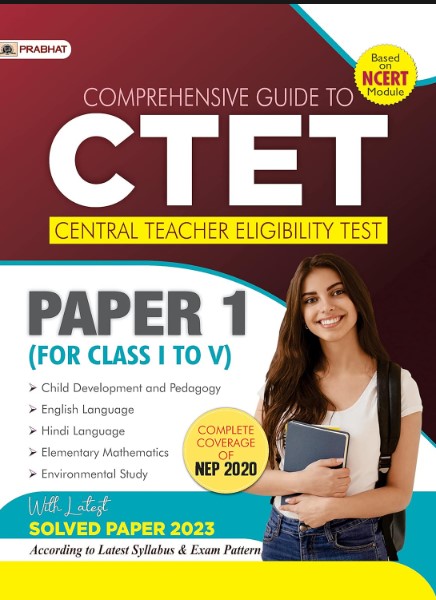 PRABHAT
Based
on
NCERT
Module
COMPREHENSIVE GUIDE TO
CTET
CENTRAL TEACHER ELIGIBILITY TEST
PAPER 1
(FOR CLASS I TO V)
➤ Child Development and Pedagogy
➤ English Language
➤ Hindi Language
➤ Elementary Mathematics
➤ Environmental Study
COMPLETE
COVERAGE
OF
NEP 2020
With Latest
SOLVED PAPER 2023
According to Latest Syllabus & Exam Pattern